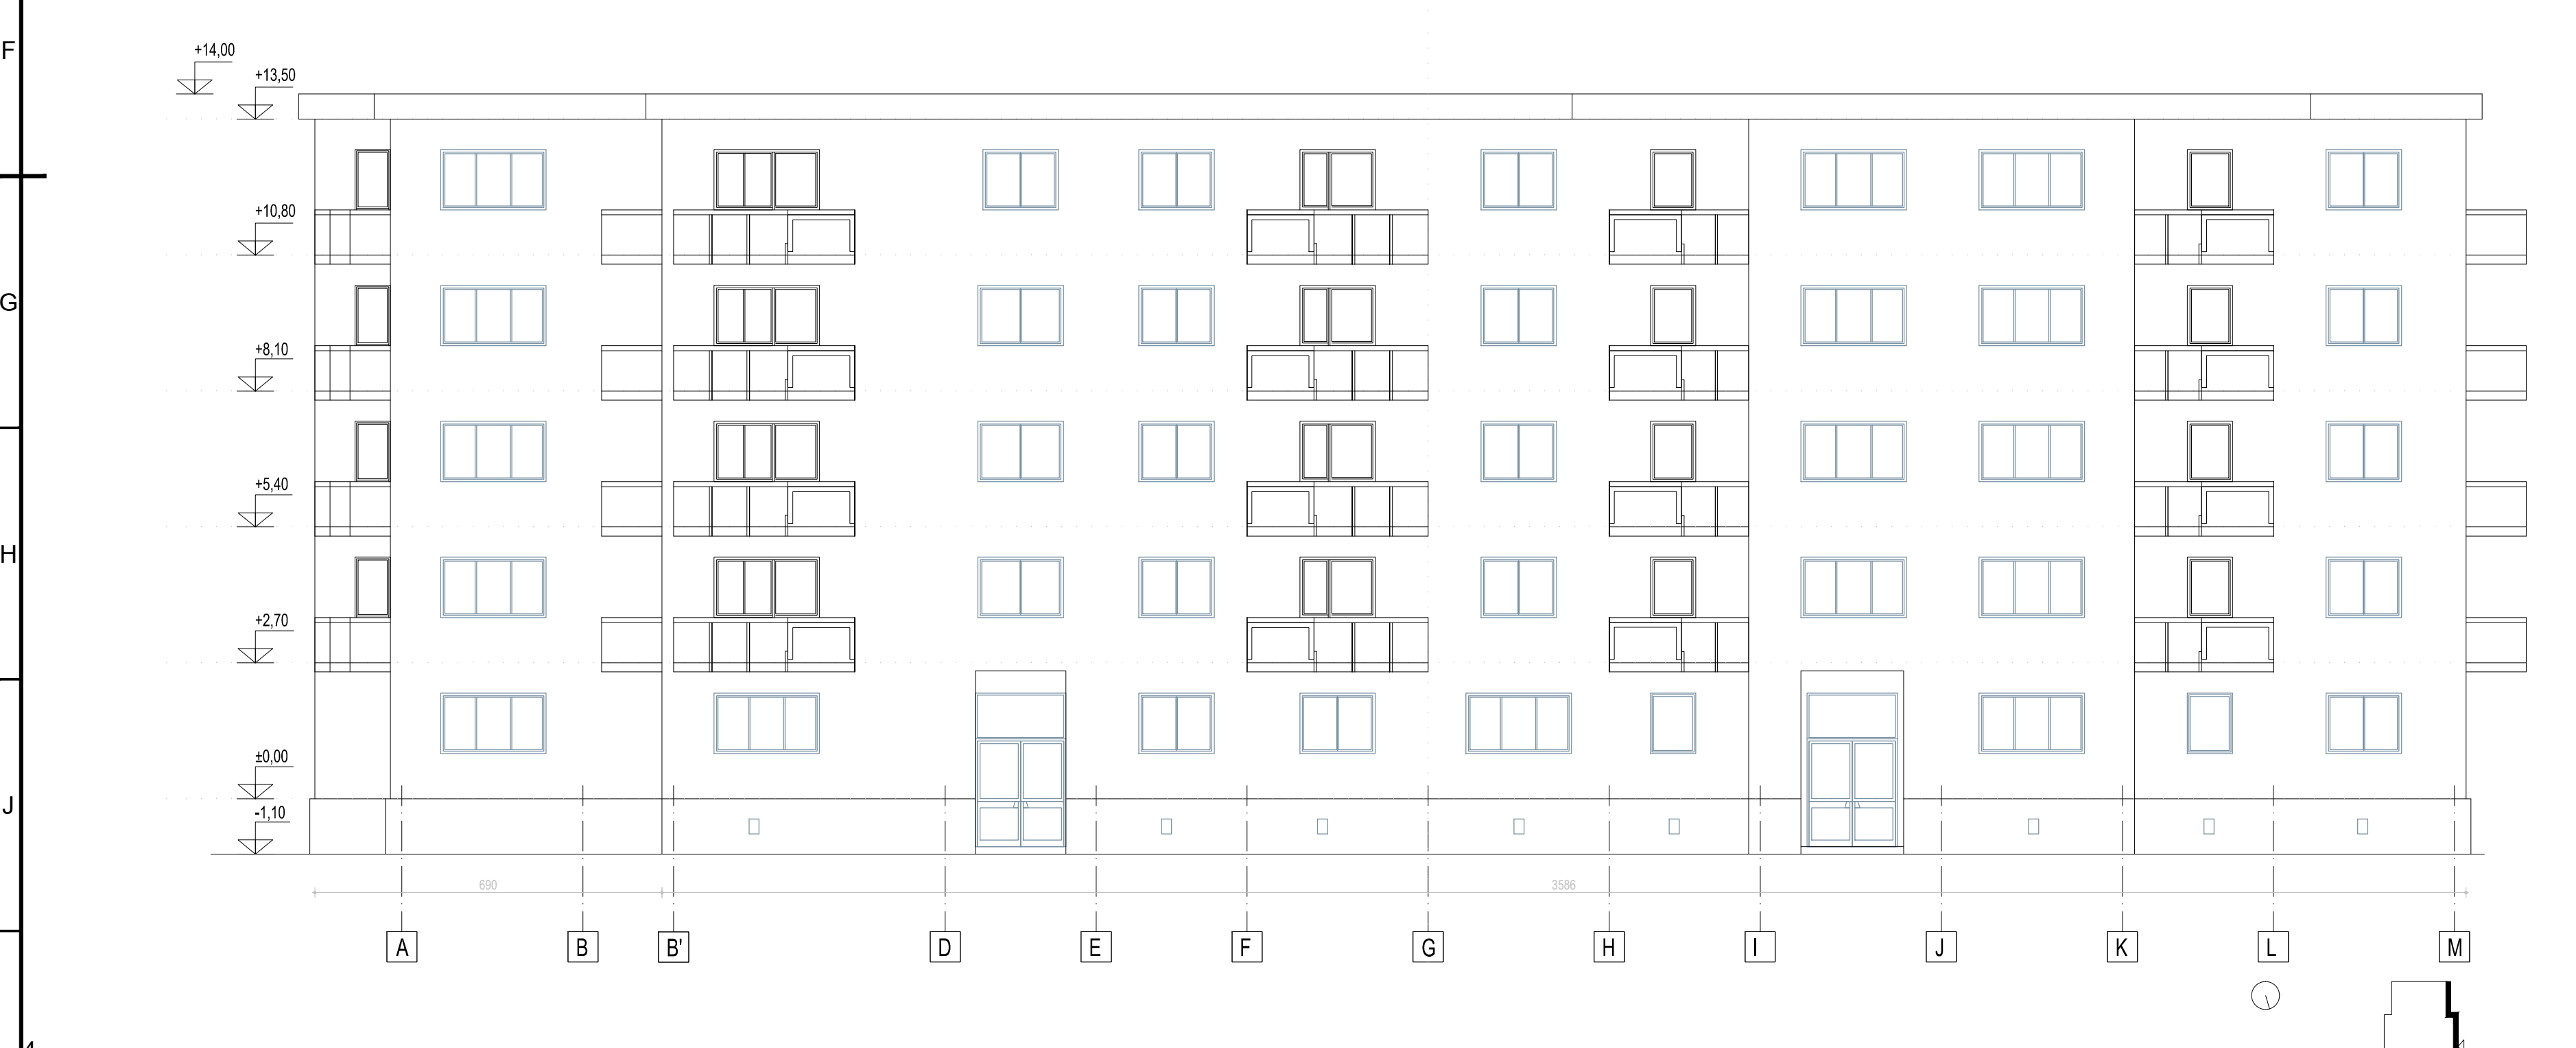 F
+14,00
+13,50
G
+10,80
+8,10
H
+5,40
+2,70
J
±0,00
-1,10
690 3586
A B B' D E F G H I J K L M